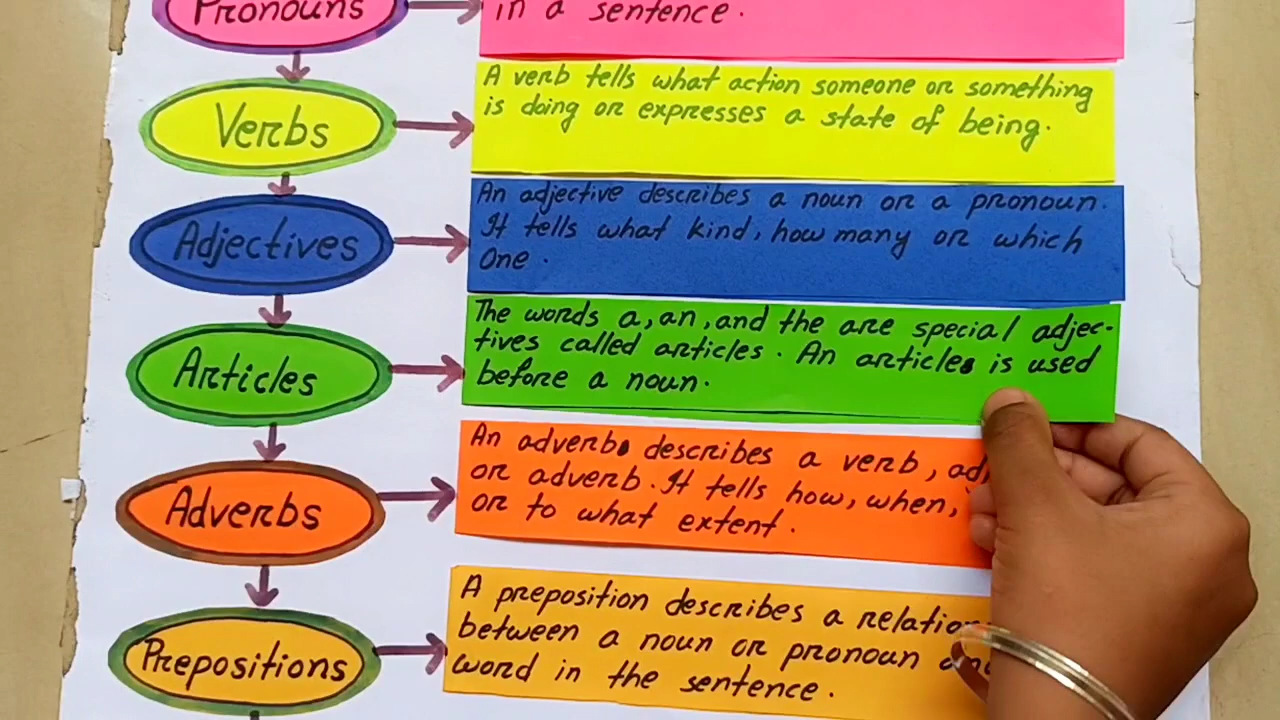 Pronouns
in a sentence.
Verbs
A verb tells what action someone or something
is doing or expresses a state of being.
Adjectives
An adjective describes a noun or a pronoun.
It tells what kind, how many or which
one.
Articles
The words a, an, and the are special adjec-
tives called articles. An articles is used
before a noun.
Adverbs
An adverb describes a verb,
or adverb. It tells how, when,
or to what extent.
Prepositions
A preposition describes a
between a noun or pronoun
word in the sentence.